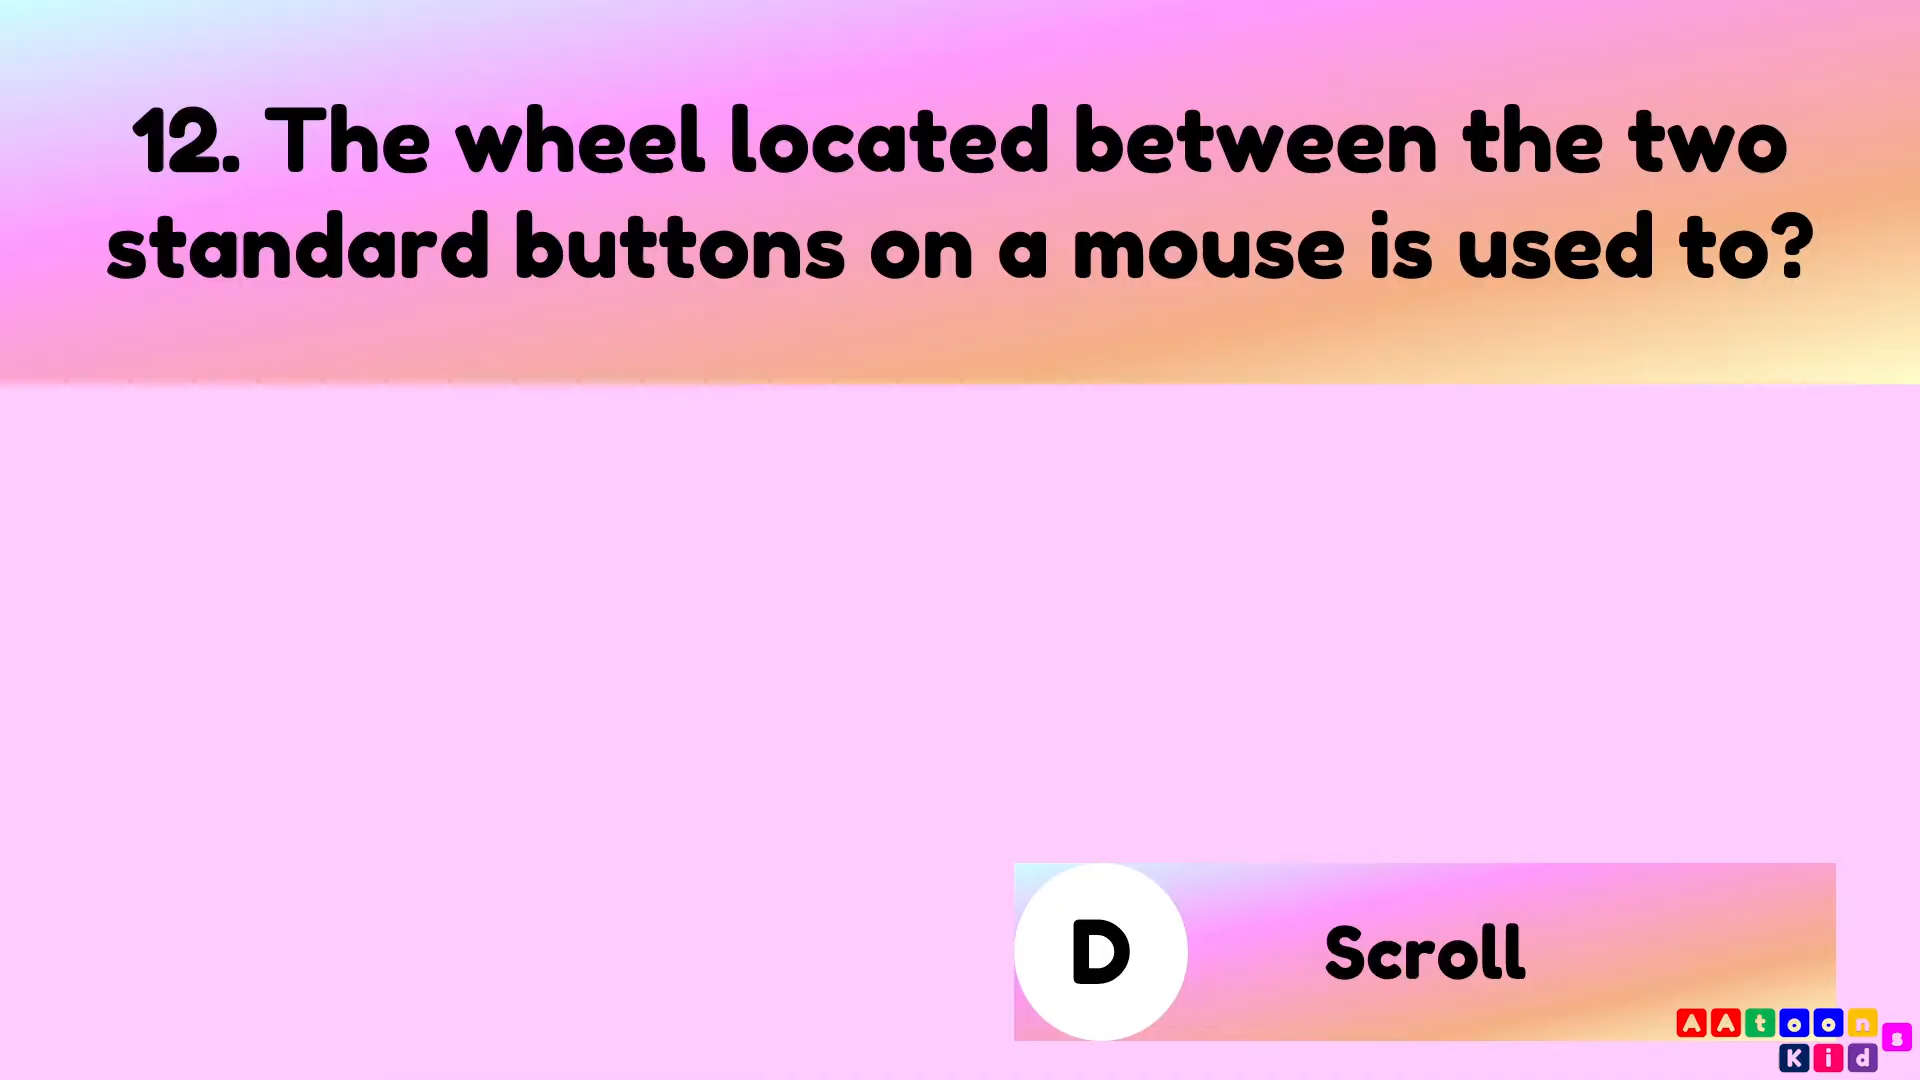 12. The wheel located between the two
standard buttons on a mouse is used to?
D Scroll
AAtoons
Kid